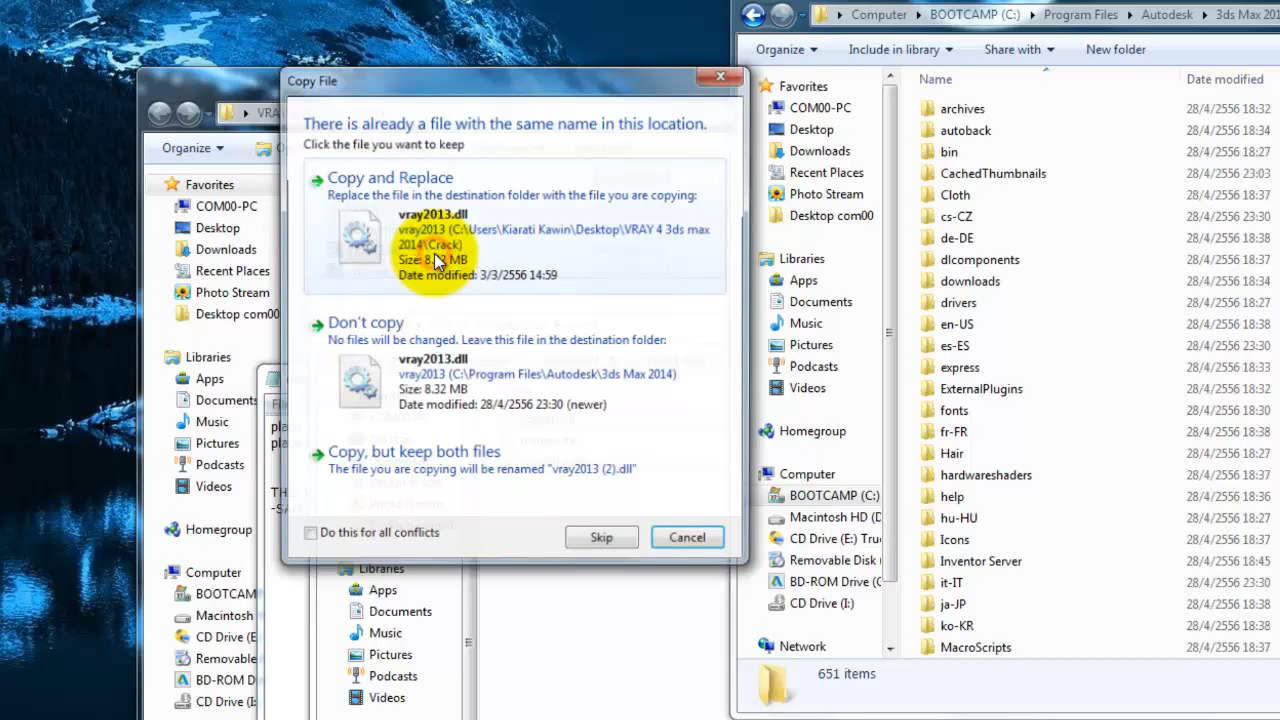 Copy File
There is already a file with the same name in this location.
Click the file you want to keep
Copy and Replace
Replace the file in the destination folder with the file you are copying:
vray2013.dll
vray2013 (C:\Users\Kiarati Kawin\Desktop\VRAY 4 3ds max
2014\Crack)
Size: MB
Date modified: 3/3/2556 14:59
Don't copy
No files will be changed. Leave this file in the destination folder:
vray2013.dll
vray2013 (C:\Program Files\Autodesk\3ds Max 2014)
Size: 8.32 MB
Date modified: 28/4/2556 23:30 (newer)
Copy, but keep both files
The file you are copying will be renamed "vray2013 (2).dll"
Do this for all conflicts
Skip
Cancel
VRA
Organize
Favorites
COM00-PC
Desktop
Downloads
Recent Places
Photo Stream
Desktop com00
Libraries
Apps
Documents
Music
Pictures
Podcasts
Videos
Homegroup
Computer
BOOTCAM
Macintosh
CD Drive (E
Removable
BD-ROM D
CD Drive (I:
Libraries
Apps
Documents
Music
Pictures
Podcasts
Videos
Computer
BOOTCAMP (C:)
Program Files
Autodesk
3ds Max 201
Organize
Include in library
Share with
New folder
Favorites
COM00-PC
Desktop
Downloads
Recent Places
Photo Stream
Desktop com00
Libraries
Apps
Documents
Music
Pictures
Podcasts
Videos
Homegroup
Computer
BOOTCAMP (C:)
Macintosh HD (D
CD Drive (E:) Tru
Removable Disk (
BD-ROM Drive (G
CD Drive (I:)
Network
Name Date modified
archives 28/4/2556 18:32
autoback 28/4/2556 18:34
bin 28/4/2556 18:27
CachedThumbnails 28/4/2556 23:03
Cloth 28/4/2556 18:27
cs-CZ 28/4/2556 18:27
de-DE 28/4/2556 18:38
dlcomponents 28/4/2556 18:27
downloads 28/4/2556 18:34
drivers 28/4/2556 18:27
en-US 28/4/2556 23:30
es-ES 28/4/2556 18:27
express 28/4/2556 18:34
ExternalPlugins 28/4/2556 18:27
fonts 28/4/2556 18:27
fr-FR 28/4/2556 18:38
Hair 28/4/2556 18:27
hardwareshaders 28/4/2556 18:27
help 28/4/2556 18:36
hu-HU 28/4/2556 18:27
Icons 28/4/2556 18:27
Inventor Server 28/4/2556 18:45
it-IT 28/4/2556 23:30
ja-JP 28/4/2556 18:38
ko-KR 28/4/2556 18:38
MacroScripts 28/4/2556 18:37
651 items